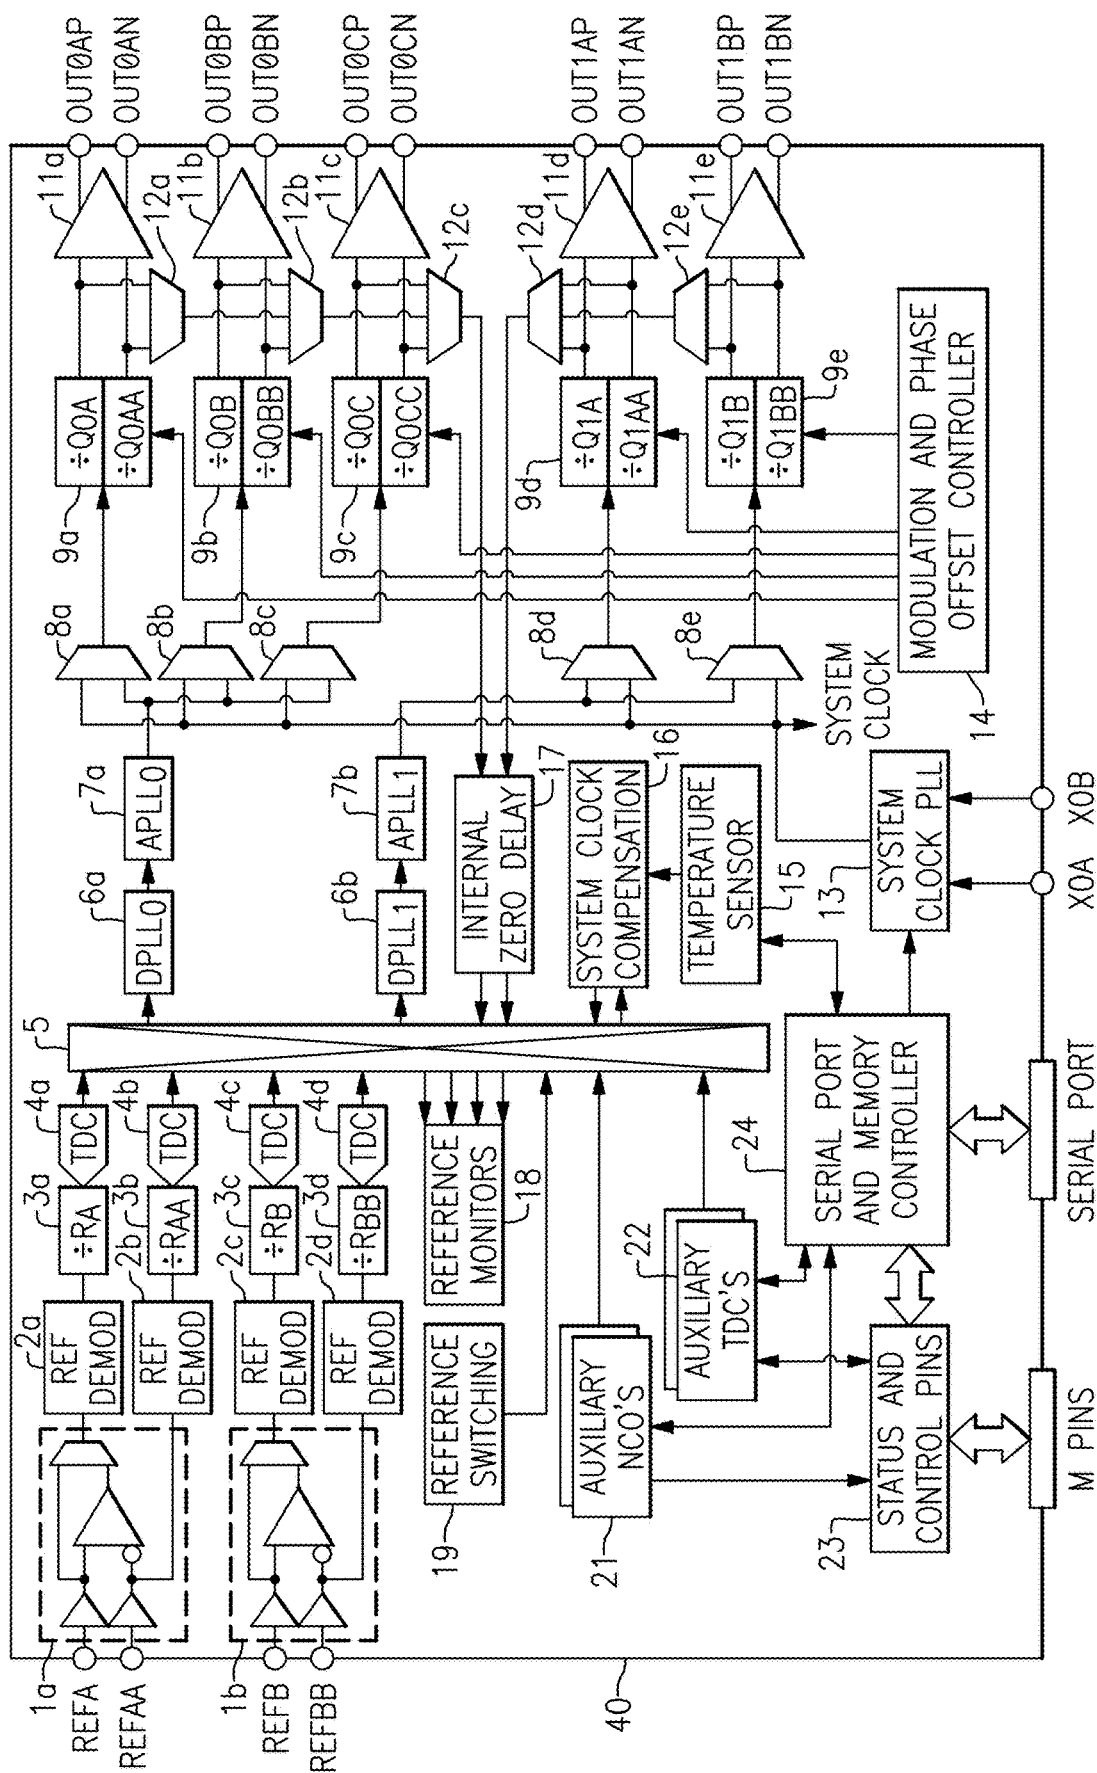 1a
REFA
REFAA
1b
REFB
REFBB
2a
REF
DEMOD
2b
REF
DEMOD
2c
REF
DEMOD
2d
REF
DEMOD
3a
÷RA
3b
÷RAA
3c
÷RB
3d
÷RBB
4a
TDC
4b
TDC
4c
TDC
4d
TDC
5
6a
DPLL0
7a
APLL0
6b
DPLL1
7b
APLL1
8a
8b
8c
8d
8e
9a
÷Q0A
÷Q0AA
9b
÷Q0B
÷Q0BB
9c
÷Q0C
÷Q0CC
9d
÷Q1A
÷Q1AA
÷Q1B
÷Q1BB
9e
11a
12a
11b
12b
11c
12c
12d
11d
12e
11e
OUT0AP
OUT0AN
OUT0BP
OUT0BN
OUT0CP
OUT0CN
OUT1AP
OUT1AN
OUT1BP
OUT1BN
19
REFERENCE
SWITCHING
REFERENCE
MONITORS
18
INTERNAL
ZERO DELAY
17
SYSTEM CLOCK
COMPENSATION
16
TEMPERATURE
SENSOR
15
SYSTEM
CLOCK
21
AUXILIARY
NCO'S
22
AUXILIARY
TDC'S
24
SERIAL PORT
AND MEMORY
CONTROLLER
13
SYSTEM
CLOCK PLL
14
MODULATION AND PHASE
OFFSET CONTROLLER
23
STATUS AND
CONTROL PINS
40
M PINS
SERIAL PORT
X0A
X0B